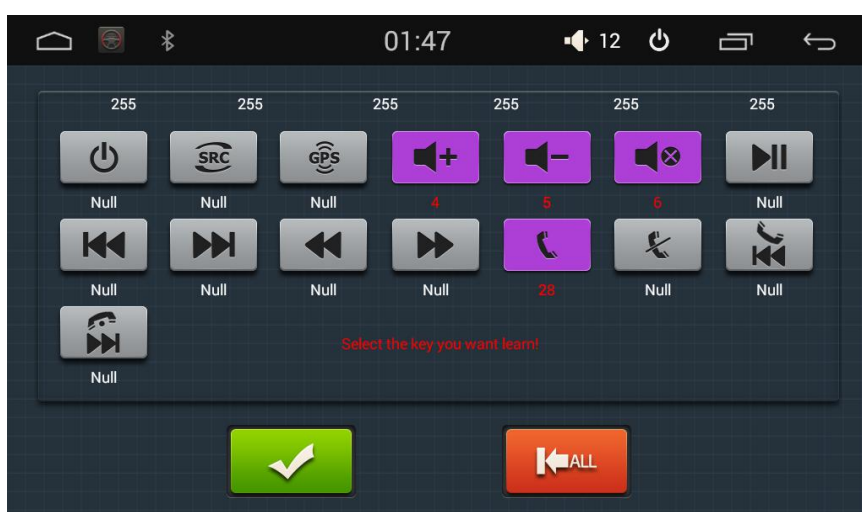 01:47 12
255 255 255 255 255 255
SRC GPS
Null Null Null 4 5 6 Null
Null Null Null Null 28 Null Null
Select the key you want learn!
Null
ALL